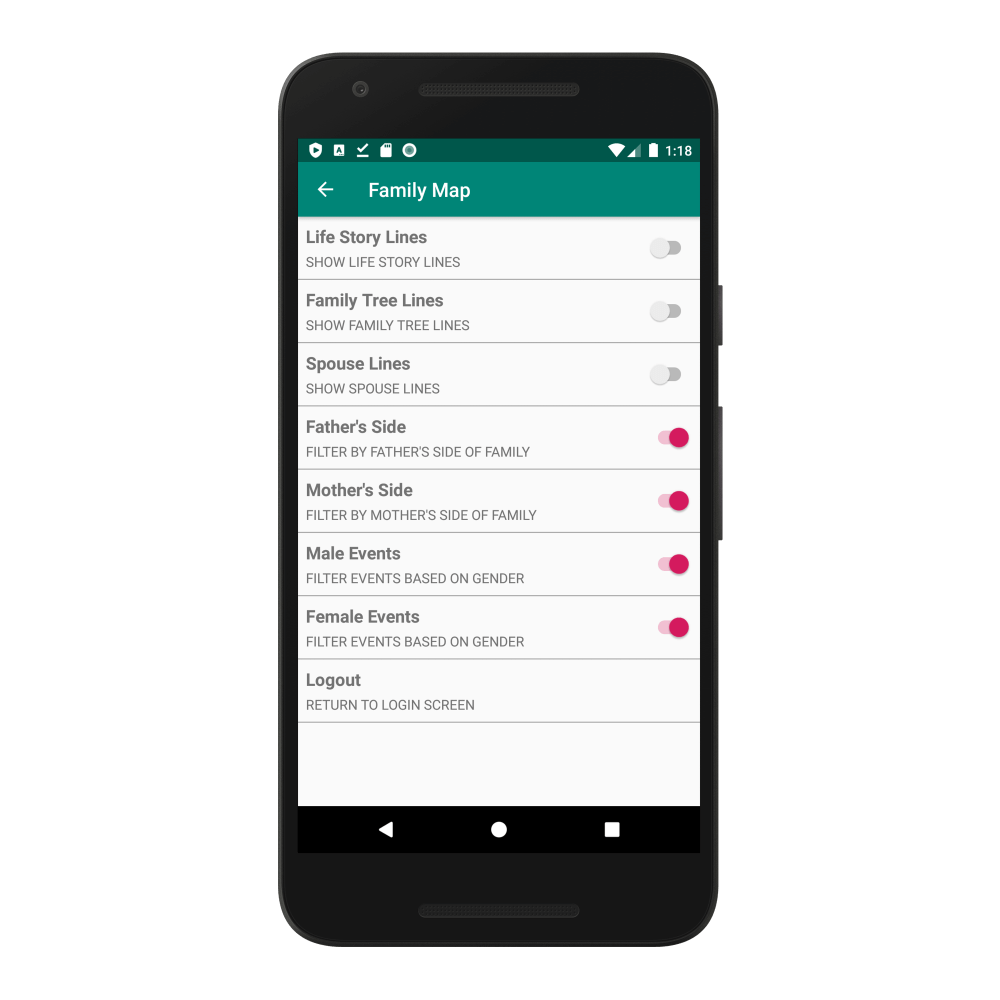 1:18
Family Map
Life Story Lines
SHOW LIFE STORY LINES
Family Tree Lines
SHOW FAMILY TREE LINES
Spouse Lines
SHOW SPOUSE LINES
Father's Side
FILTER BY FATHER'S SIDE OF FAMILY
Mother's Side
FILTER BY MOTHER'S SIDE OF FAMILY
Male Events
FILTER EVENTS BASED ON GENDER
Female Events
FILTER EVENTS BASED ON GENDER
Logout
RETURN TO LOGIN SCREEN